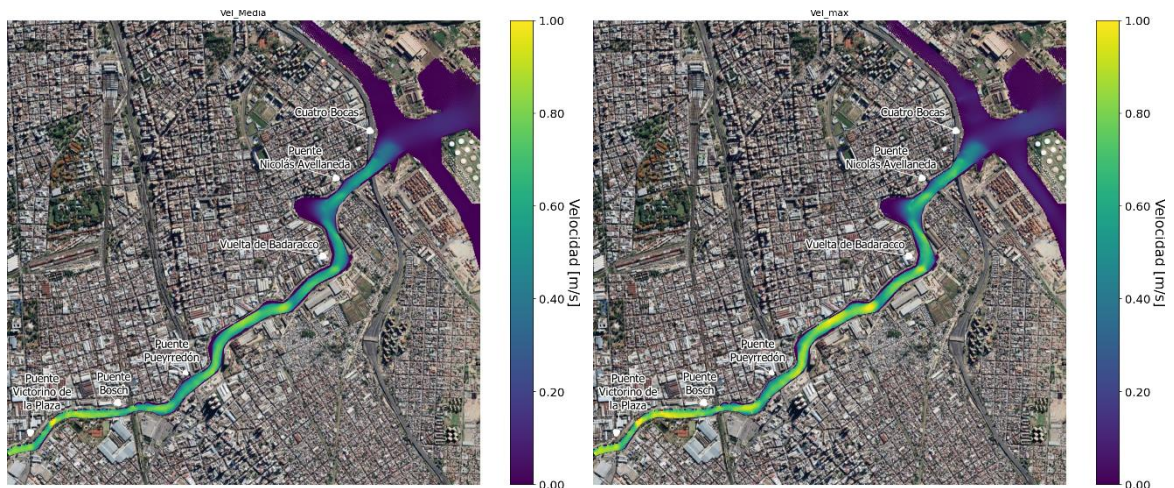 Vel_Media
Cuatro Bocas
Puente
Nicolás Avellaneda
Vuelta de Badaracco
Puente
Pueyrredón
Puente
Bosch
Puente
Victorino de
la Plaza
1.00
0.80
0.60
0.40
0.20
0.00
Velocidad [m/s]
Vel_max
Cuatro Bocas
Puente
Nicolás Avellaneda
Vuelta de Badaracco
Puente
Pueyrredón
Puente
Bosch
Puente
Victorino de
la Plaza
1.00
0.80
0.60
0.40
0.20
0.00
Velocidad [m/s]